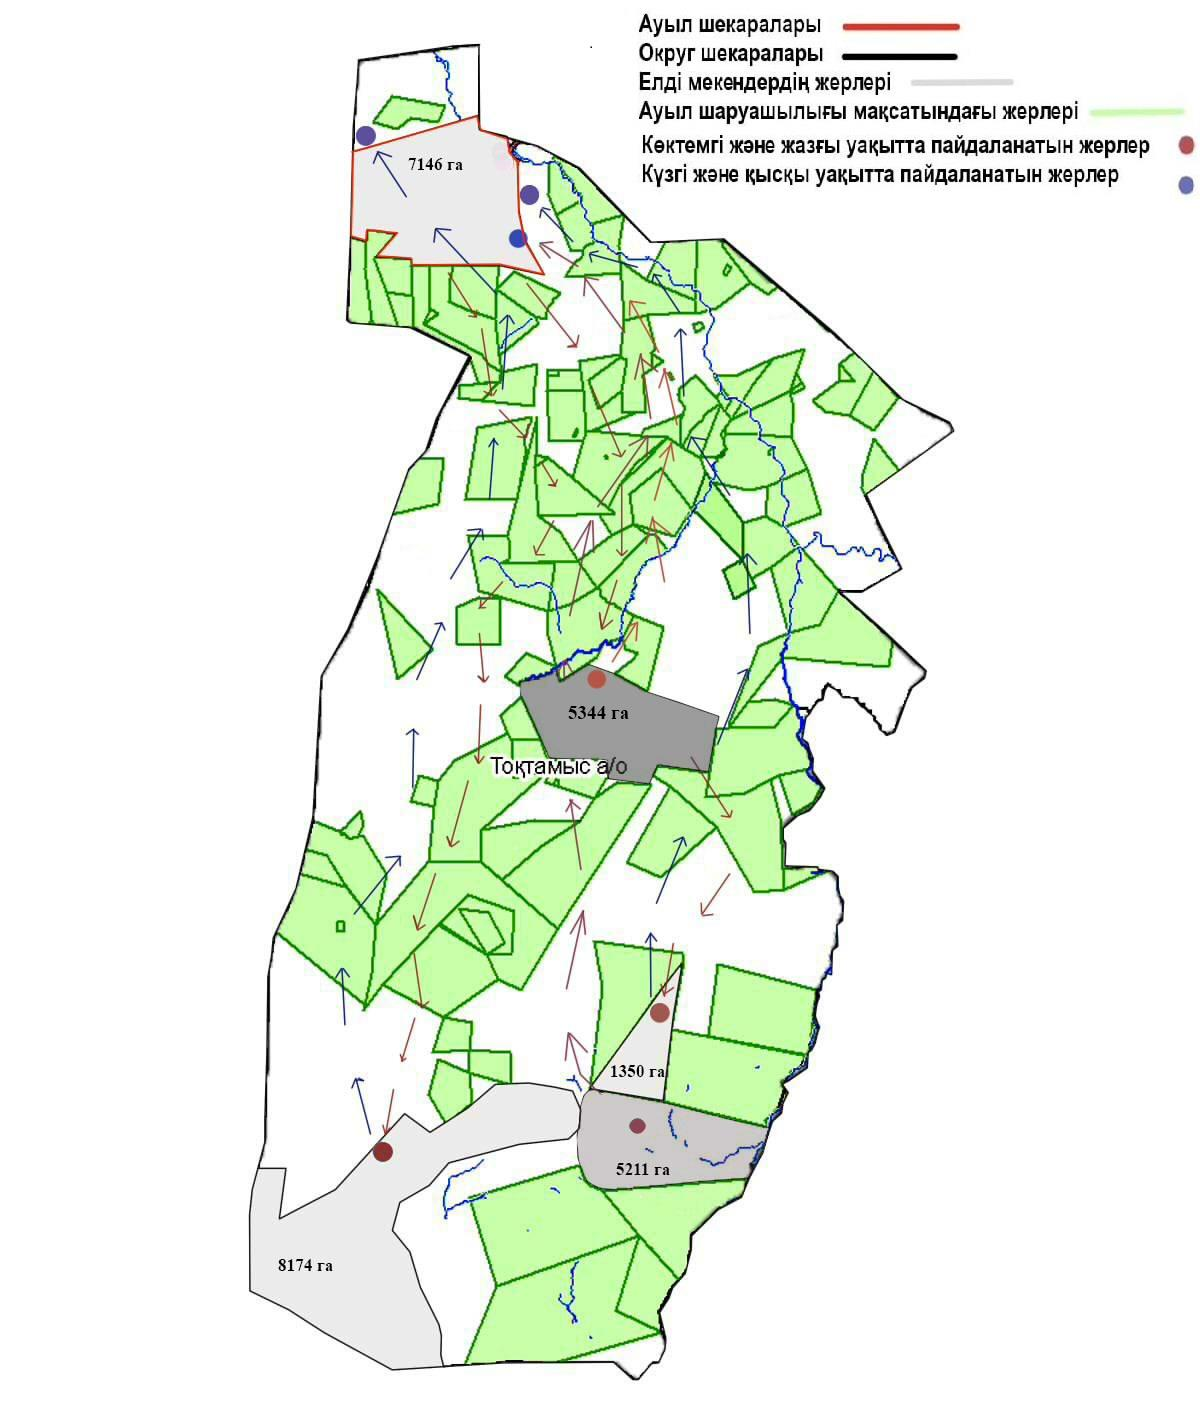 Ауыл шекаралары
Округ шекаралары
Елді мекендердің жерлері
Ауыл шаруашылығы мақсатындағы жерлері
Көктемгі және жазғы уақытта пайдаланатын жерлер
Күзгі және қысқы уақытта пайдаланатын жерлер
7146 га
5344 га
Тоқтамыс а/о
1350 га
5211 га
8174 га